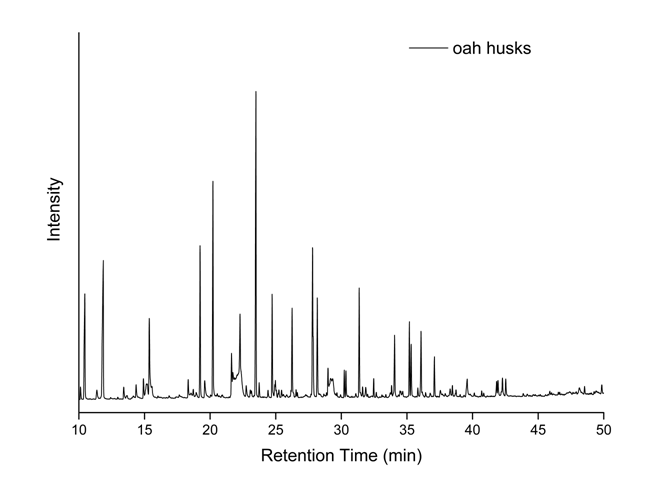 oah husks
Intensity
10 15 20 25 30 35 40 45 50
Retention Time (min)